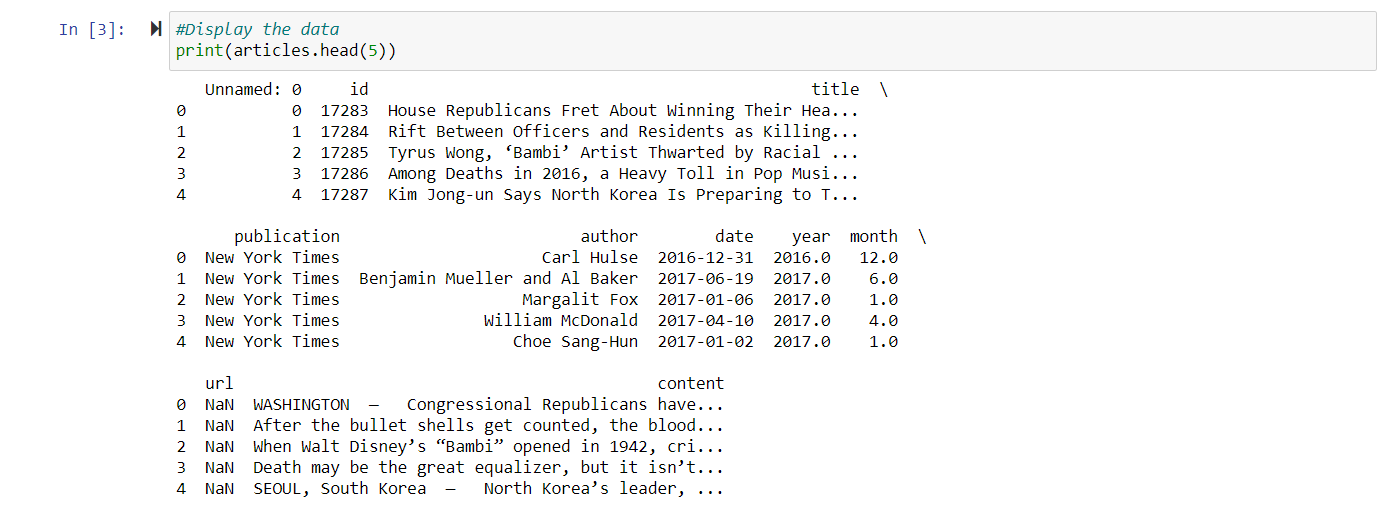 In [3]: #Display the data
print(articles.head(5))
Unnamed: 0 id title \
0 0 17283 House Republicans Fret About Winning Their Hea...
1 1 17284 Rift Between Officers and Residents as Killing...
2 2 17285 Tyrus Wong, ‘Bambi’ Artist Thwarted by Racial ...
3 3 17286 Among Deaths in 2016, a Heavy Toll in Pop Musi...
4 4 17287 Kim Jong-un Says North Korea Is Preparing to T...
publication author date year month \
0 New York Times Carl Hulse 2016-12-31 2016.0 12.0
1 New York Times Benjamin Mueller and Al Baker 2017-06-19 2017.0 6.0
2 New York Times Margalit Fox 2017-01-06 2017.0 1.0
3 New York Times William McDonald 2017-04-10 2017.0 4.0
4 New York Times Choe Sang-Hun 2017-01-02 2017.0 1.0
url content
0 NaN WASHINGTON — Congressional Republicans have...
1 NaN After the bullet shells get counted, the blood...
2 NaN When Walt Disney’s “Bambi” opened in 1942, cri...
3 NaN Death may be the great equalizer, but it isn’t...
4 NaN SEOUL, South Korea — North Korea’s leader, ...